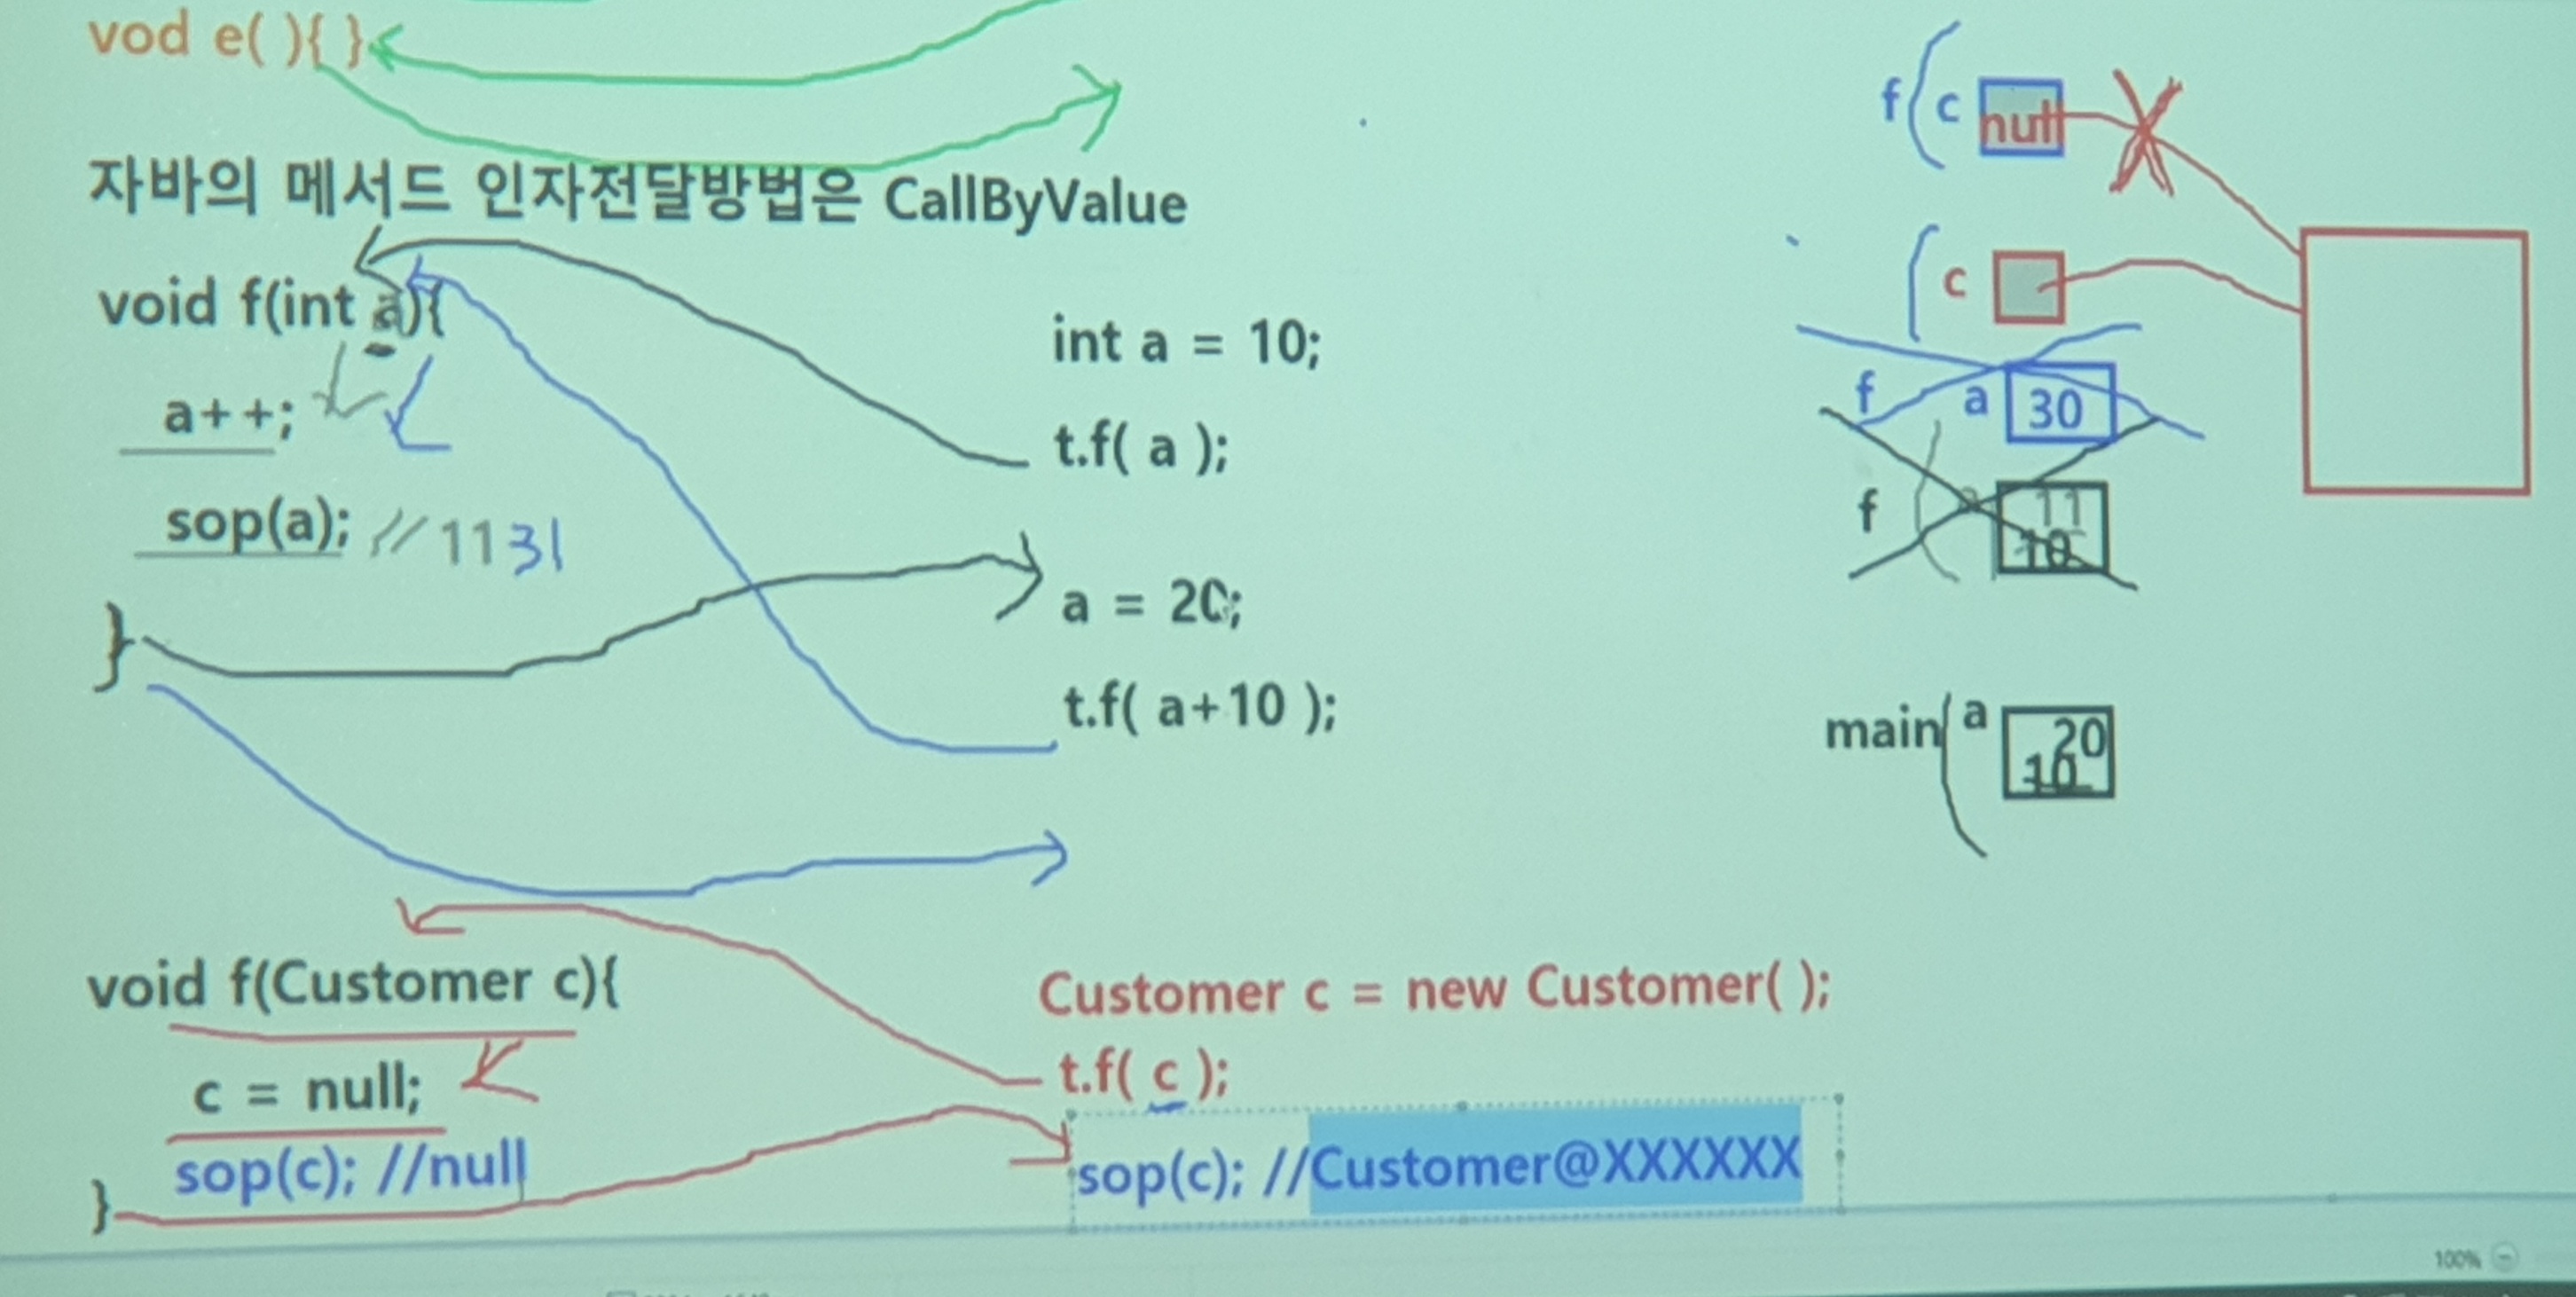 vod e( ){ }
자바의 메서드 인자전달방법은 CallByValue
void f(int a){
a++;
sop(a); // 11 31
}
int a = 10;
t.f( a );
a = 20;
t.f( a+10 );
void f(Customer c){
c = null;
sop(c); //null
}
Customer c = new Customer( );
t.f( c );
sop(c); //Customer@XXXXXX
f c null
c
f a 30
f 11
10
main a 20
10
100%